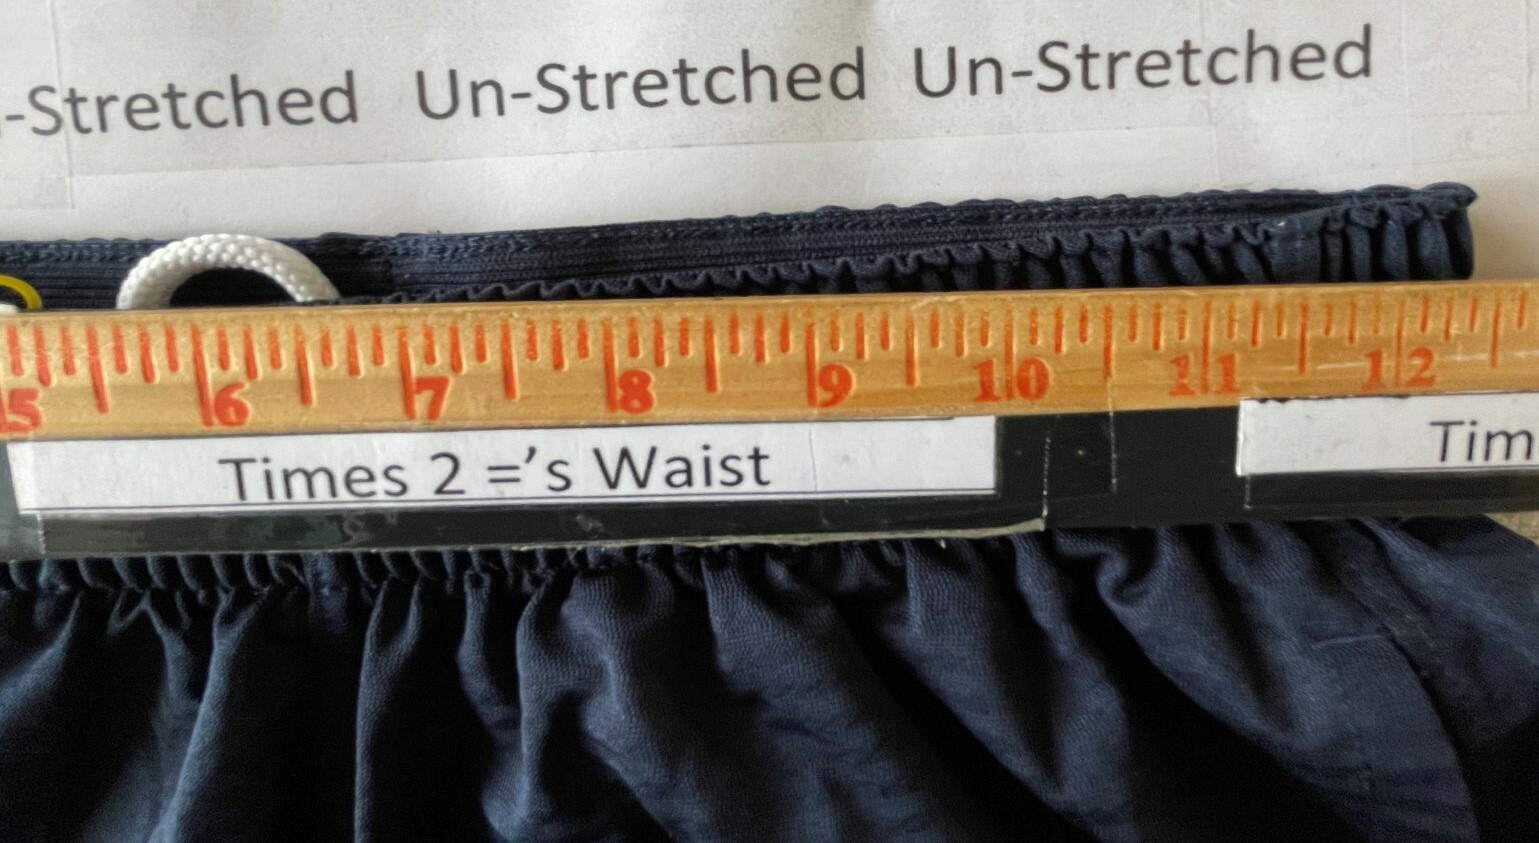 -Stretched Un-Stretched Un-Stretched
5 6 7 8 9 10 11 12
Times 2 =’s Waist Tim